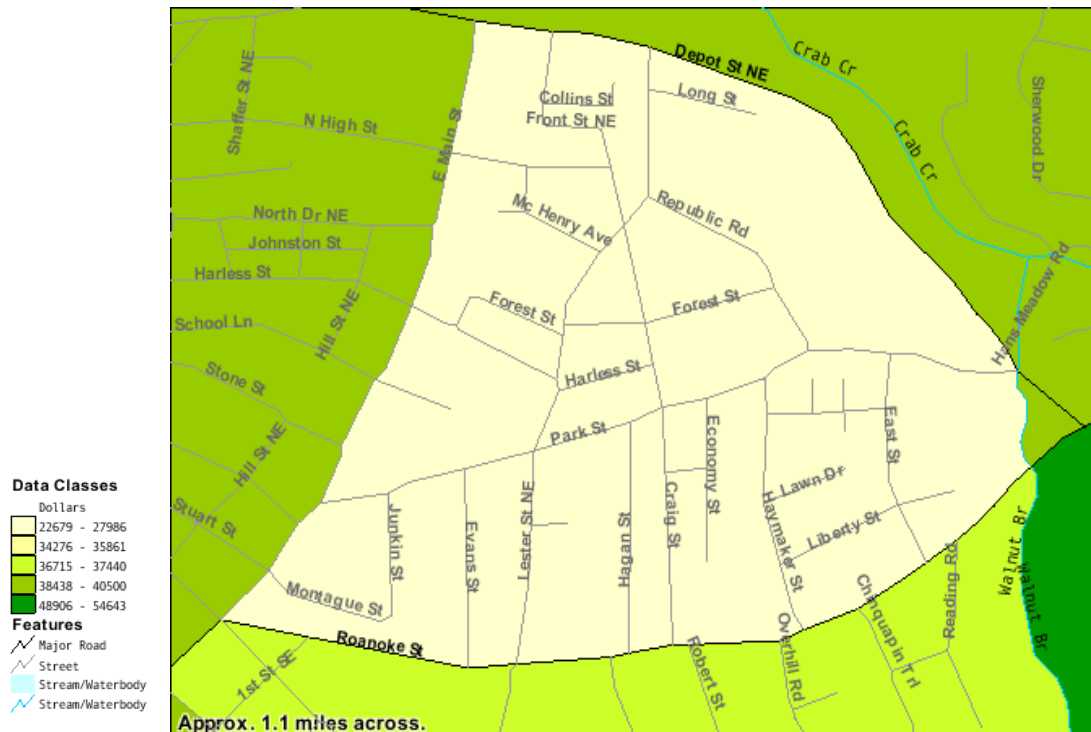 Crab Cr
Depot St NE
Shaffer St NE
Collins St
Long St
Front St NE
N High St
E Main St
Crab Cr
Sherwood Dr
Mc Henry Ave
Republic Rd
North Dr NE
Johnston St
Harless St
Hill St NE
Forest St
Forest St
Hans Meadow Rd
School Ln
Stone St
Harless St
Hill St NE
Park St
Economy St
East St
Stuart St
Junkin St
Evans St
Lester St NE
Hagan St
Craig St
Haymaker St
Lawn Dr
Liberty St
Walnut Br
Walnut Br
Montague St
Roanoke St
1st St SE
Robert St
Overhill Rd
Chinquapin Trl
Reading Rd
Approx. 1.1 miles across.
Data Classes
Dollars
22679 - 27986
34276 - 35861
36715 - 37440
38438 - 40500
48906 - 54643
Features
Major Road
Street
Stream/Waterbody
Stream/Waterbody